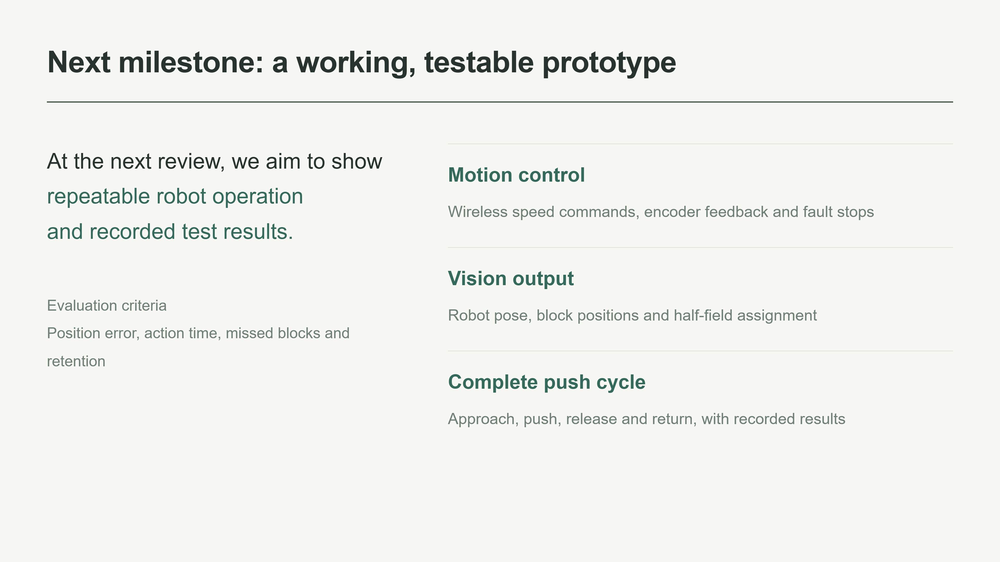 Next milestone: a working, testable prototype
At the next review, we aim to show
repeatable robot operation
and recorded test results.
Evaluation criteria
Position error, action time, missed blocks and
retention
Motion control
Wireless speed commands, encoder feedback and fault stops
Vision output
Robot pose, block positions and half-field assignment
Complete push cycle
Approach, push, release and return, with recorded results